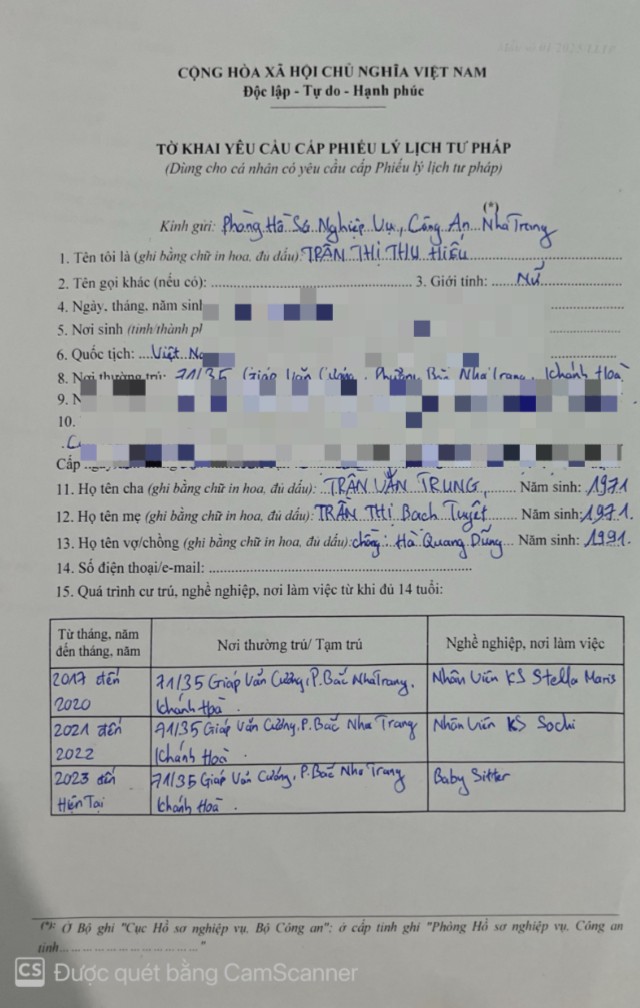 Mẫu số 01/2025/LLTP
CỘNG HÒA XÃ HỘI CHỦ NGHĨA VIỆT NAM
Độc lập - Tự do - Hạnh phúc
TỜ KHAI YÊU CẦU CẤP PHIẾU LÝ LỊCH TƯ PHÁP
(Dùng cho cá nhân có yêu cầu cấp Phiếu lý lịch tư pháp)
(*)
Kính gửi: Phòng Hồ Sơ Nghiệp Vụ, Công An Nha Trang
1. Tên tôi là (ghi bằng chữ in hoa, đủ dấu): TRẦN THỊ THU HIẾU
2. Tên gọi khác (nếu có): 3. Giới tính: Nữ
4. Ngày, tháng, năm sinh
5. Nơi sinh (tỉnh/thành ph
6. Quốc tịch: Việt Na
8. Nơi thường trú: 71/35 Giáp Văn Cương, Phường Bắc Nha Trang, Khánh Hoà
9. N
10.
Cấp
11. Họ tên cha (ghi bằng chữ in hoa, đủ dấu): TRẦN VĂN TRUNG Năm sinh: 1971
12. Họ tên mẹ (ghi bằng chữ in hoa, đủ dấu): TRẦN THỊ Bạch Tuyết Năm sinh: 1971.
13. Họ tên vợ/chồng (ghi bằng chữ in hoa, đủ dấu): chồng: Hà Quang Dũng Năm sinh: 1991.
14. Số điện thoại/e-mail:
15. Quá trình cư trú, nghề nghiệp, nơi làm việc từ khi đủ 14 tuổi:
Từ tháng, năm đến tháng, năm Nơi thường trú/ Tạm trú Nghề nghiệp, nơi làm việc
2017 đến 71/35 Giáp Văn Cương, P. Bắc Nha Trang, Nhân Viên KS Stella Maris
2020 Khánh Hoà.
2021 đến 71/35 Giáp Văn Cương, P. Bắc Nha Trang Nhân Viên KS Sochi
2022 Khánh Hoà.
2023 đến 71/35 Giáp Văn Cương, P. Bắc Nha Trang Baby Sitter
Hiện Tại Khánh Hoà.
(*): Ở Bộ ghi "Cục Hồ sơ nghiệp vụ, Bộ Công an"; ở cấp tỉnh ghi "Phòng Hồ sơ nghiệp vụ, Công an
tỉnh........................"
CS Được quét bằng CamScanner